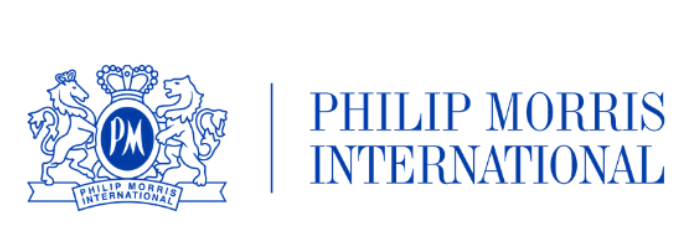 PM
PHILIP MORRIS
INTERNATIONAL
PHILIP MORRIS
INTERNATIONAL